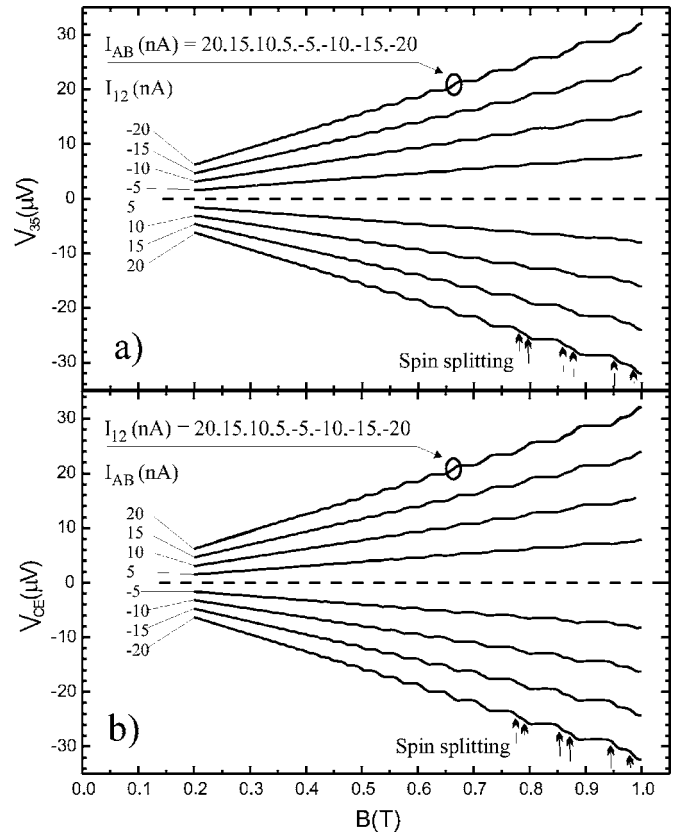 30
20
10
0
-10
-20
-30
V35(μV)
I_AB (nA) = 20.15.10.5.-5.-10.-15.-20
I_12 (nA)
-20
-15
-10
-5
5
10
15
20
a)
Spin splitting
30
20
10
0
-10
-20
-30
V_CE(μV)
I_12 (nA) = 20.15.10.5.-5.-10.-15.-20
I_AB (nA)
20
15
10
5
-5
-10
-15
-20
b)
Spin splitting
0.0 0.1 0.2 0.3 0.4 0.5 0.6 0.7 0.8 0.9 1.0
B(T)